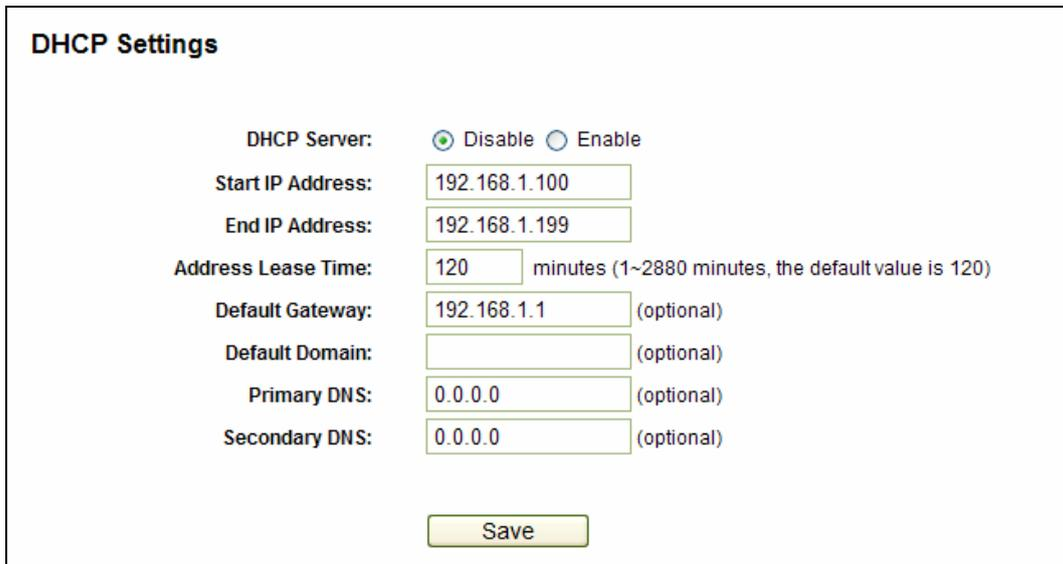 DHCP Settings
DHCP Server: Disable Enable
Start IP Address: 192.168.1.100
End IP Address: 192.168.1.199
Address Lease Time: 120 minutes (1~2880 minutes, the default value is 120)
Default Gateway: 192.168.1.1 (optional)
Default Domain: (optional)
Primary DNS: 0.0.0.0 (optional)
Secondary DNS: 0.0.0.0 (optional)
Save